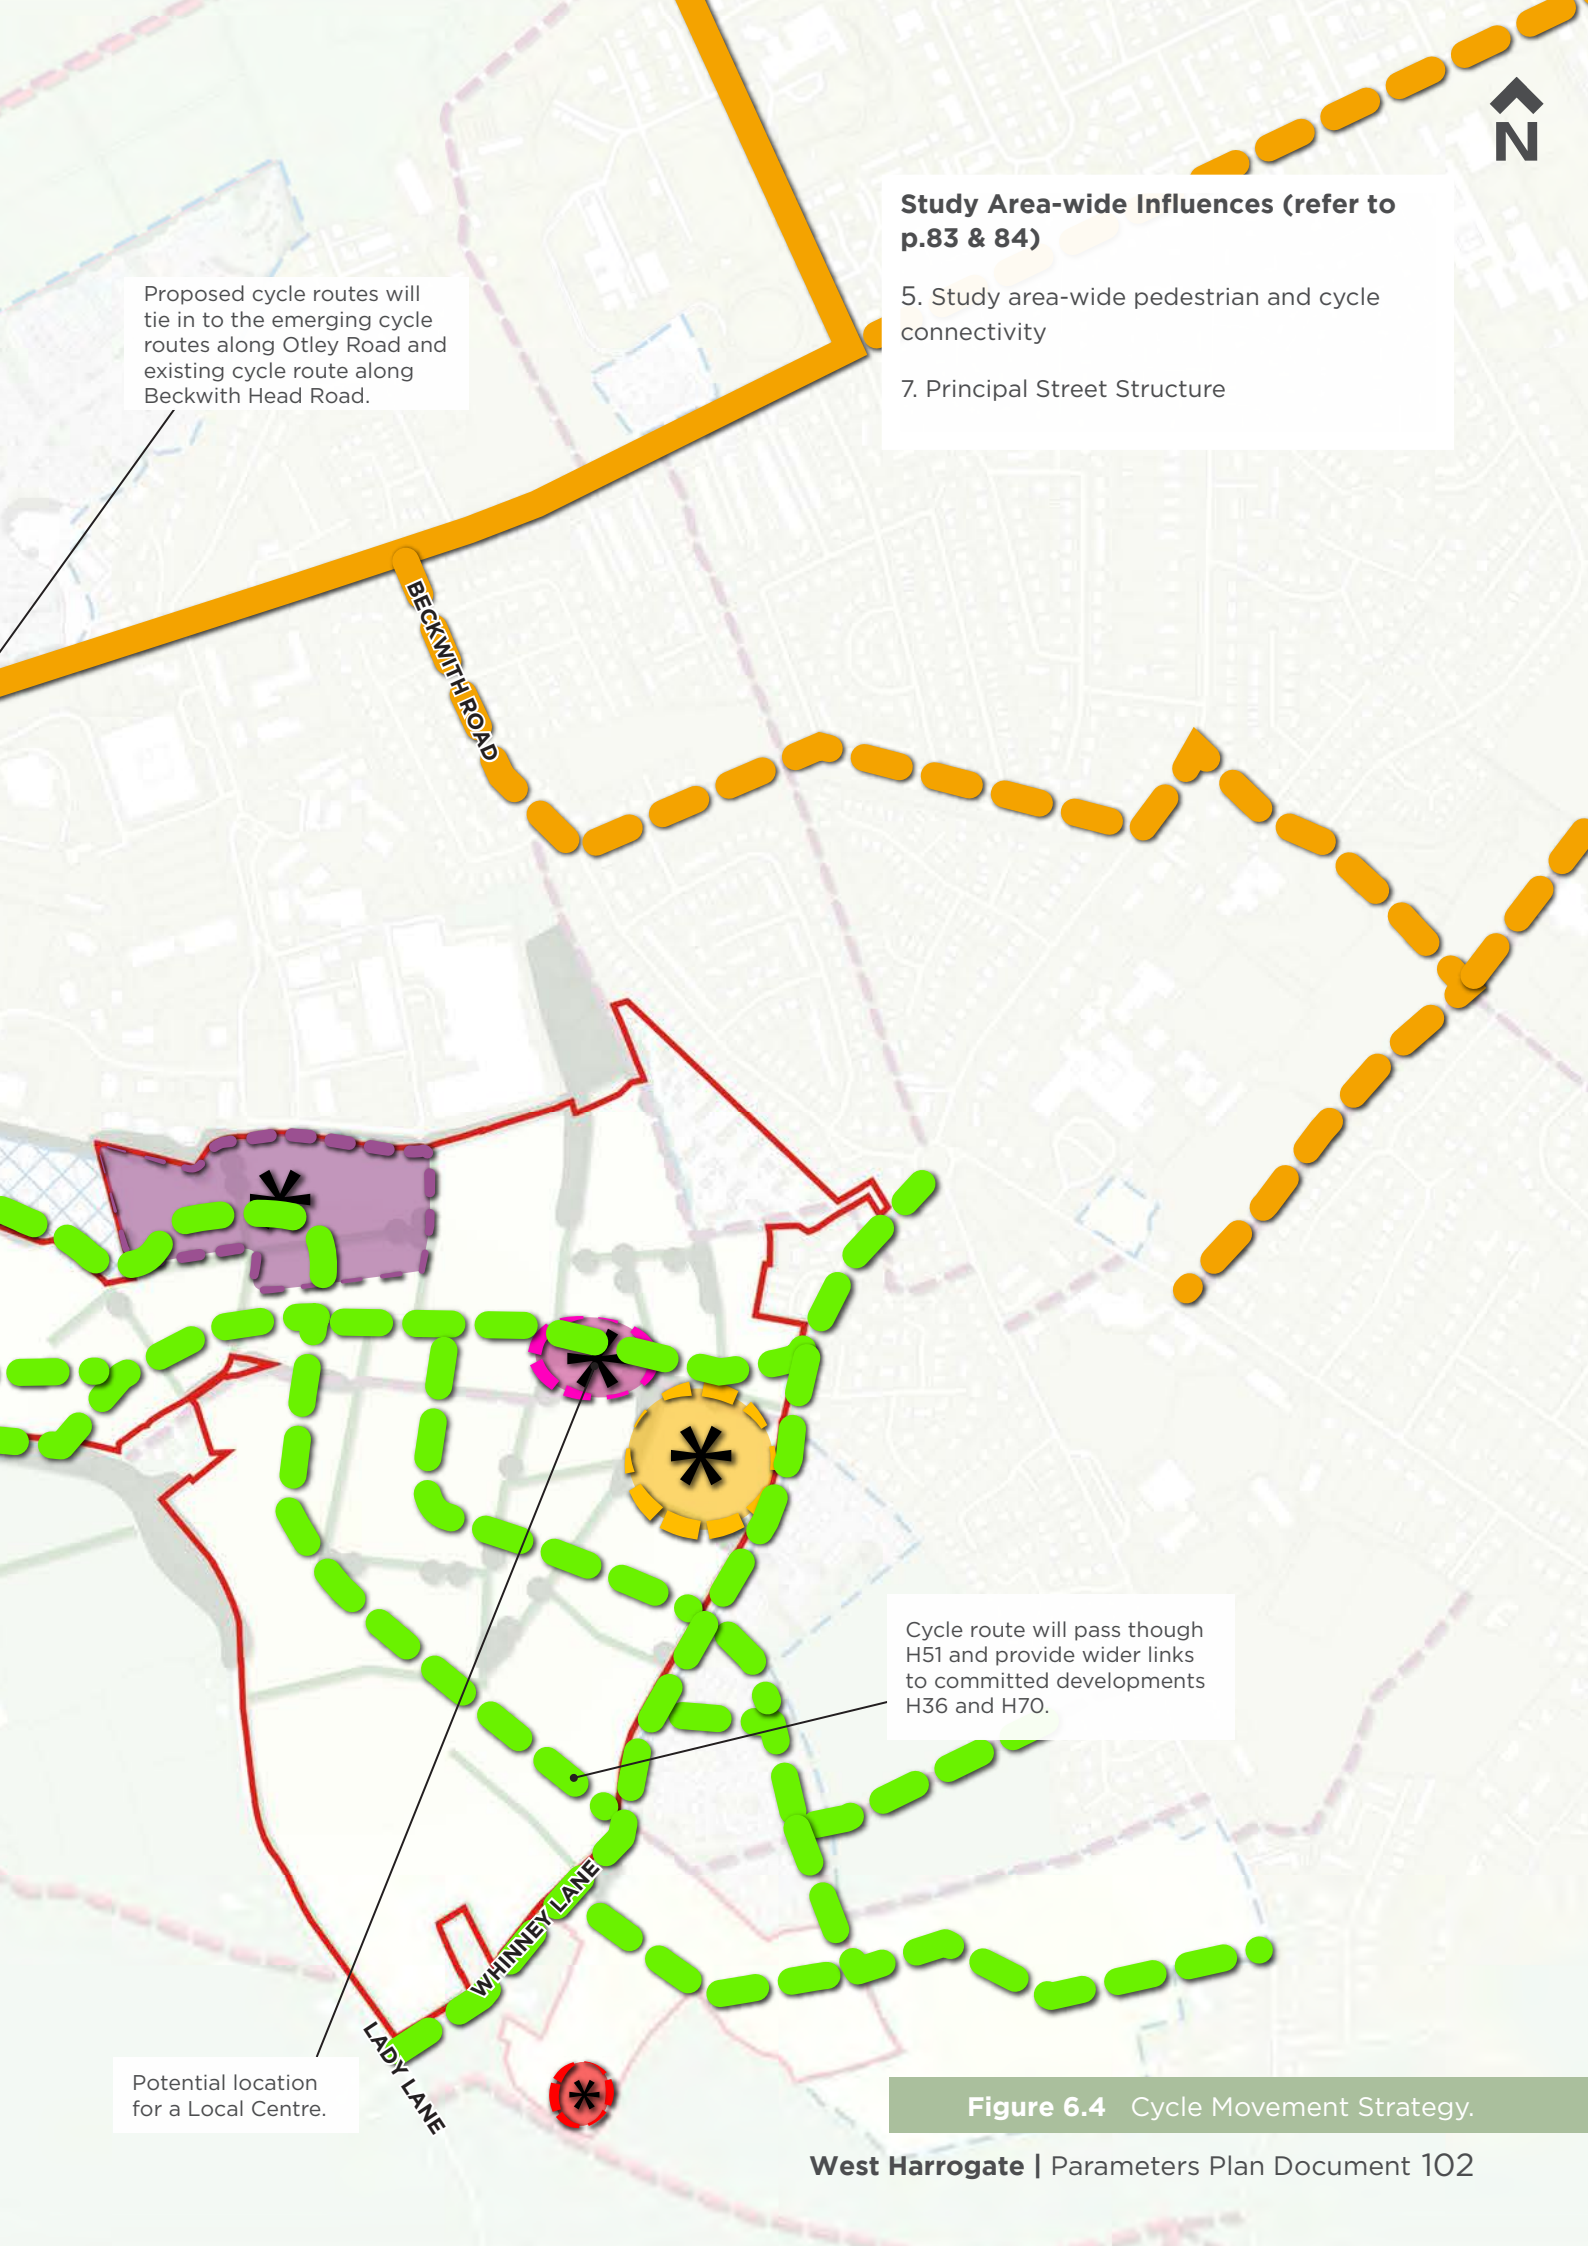 N
Study Area-wide Influences (refer to
p.83 & 84)
5. Study area-wide pedestrian and cycle
connectivity
7. Principal Street Structure
Proposed cycle routes will
tie in to the emerging cycle
routes along Otley Road and
existing cycle route along
Beckwith Head Road.
BECKWITH ROAD
Cycle route will pass though
H51 and provide wider links
to committed developments
H36 and H70.
WHINNEY LANE
LADY LANE
Potential location
for a Local Centre.
Figure 6.4 Cycle Movement Strategy.
West Harrogate | Parameters Plan Document 102